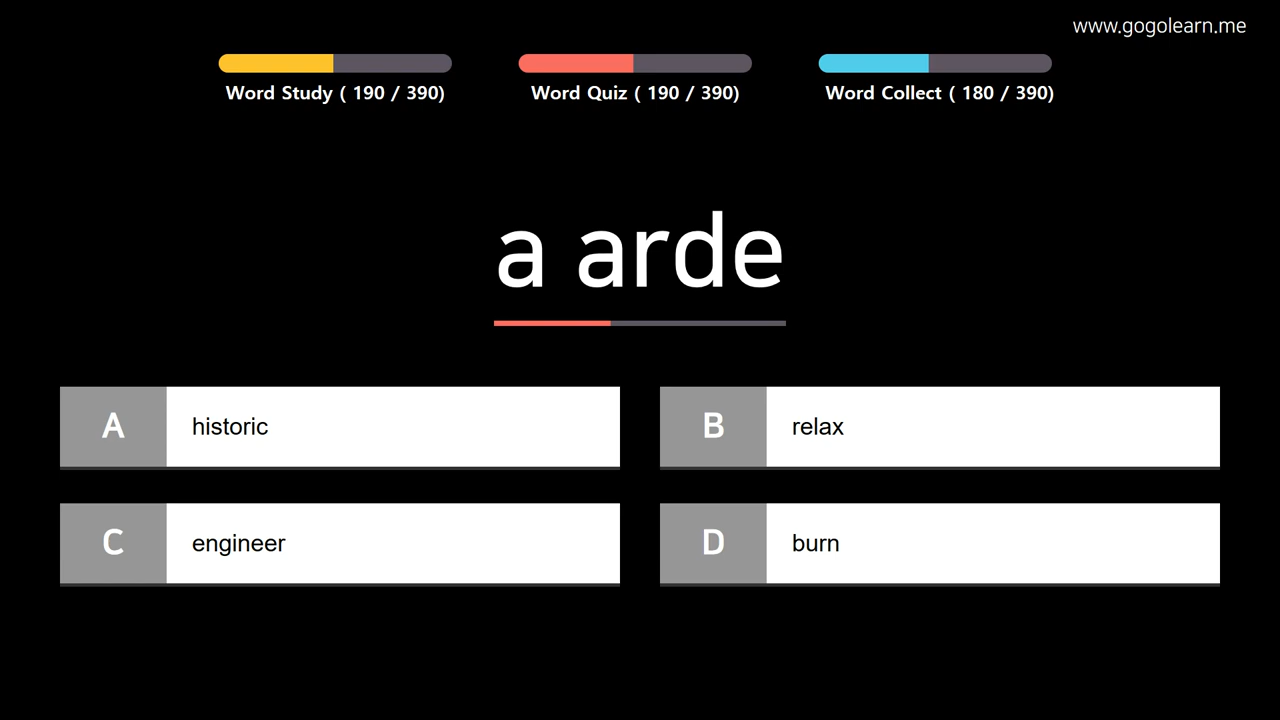 www.gogolearn.me
Word Study ( 190 / 390)
Word Quiz ( 190 / 390)
Word Collect ( 180 / 390)
a arde
A historic
B relax
C engineer
D burn